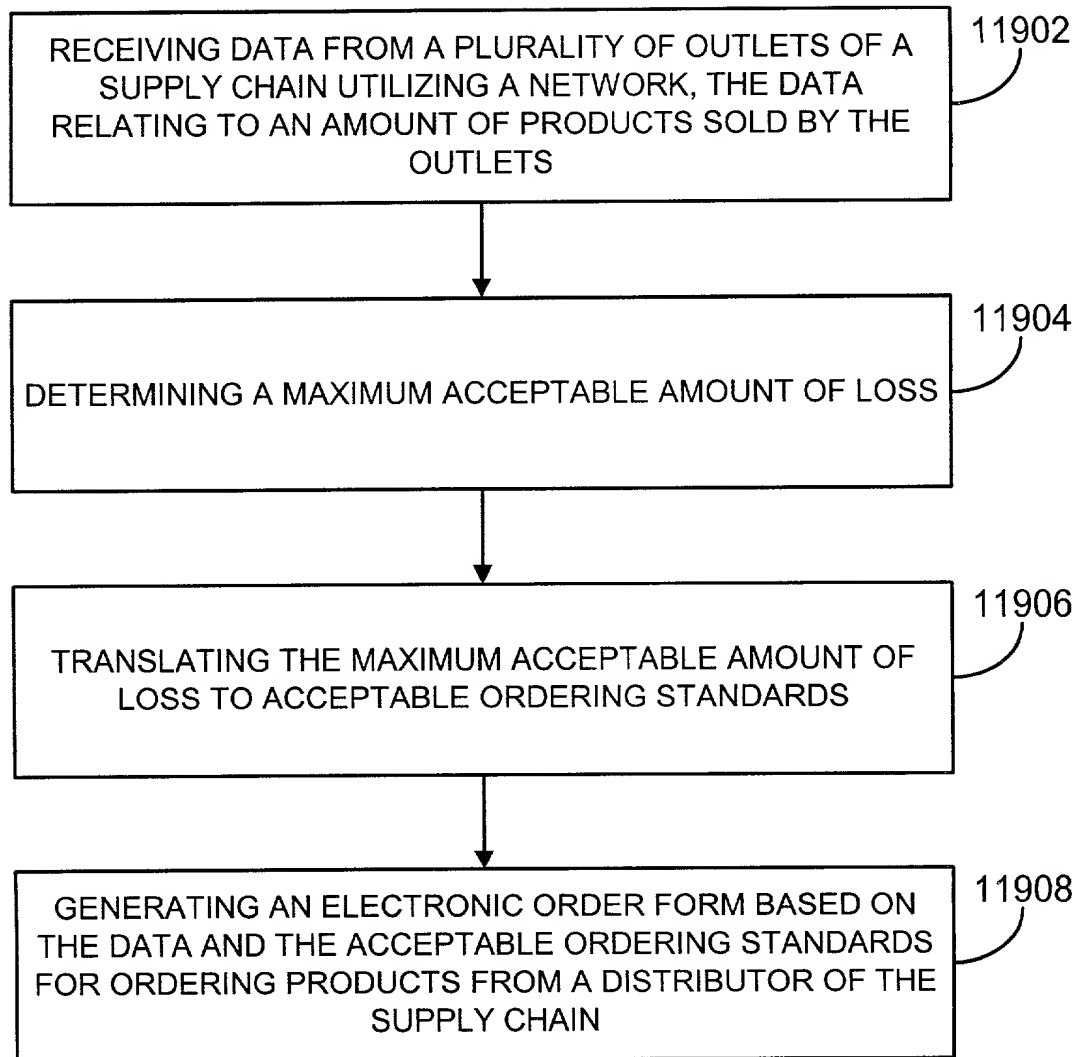 11902
RECEIVING DATA FROM A PLURALITY OF OUTLETS OF A
SUPPLY CHAIN UTILIZING A NETWORK, THE DATA
RELATING TO AN AMOUNT OF PRODUCTS SOLD BY THE
OUTLETS
11904
DETERMINING A MAXIMUM ACCEPTABLE AMOUNT OF LOSS
11906
TRANSLATING THE MAXIMUM ACCEPTABLE AMOUNT OF
LOSS TO ACCEPTABLE ORDERING STANDARDS
11908
GENERATING AN ELECTRONIC ORDER FORM BASED ON
THE DATA AND THE ACCEPTABLE ORDERING STANDARDS
FOR ORDERING PRODUCTS FROM A DISTRIBUTOR OF THE
SUPPLY CHAIN